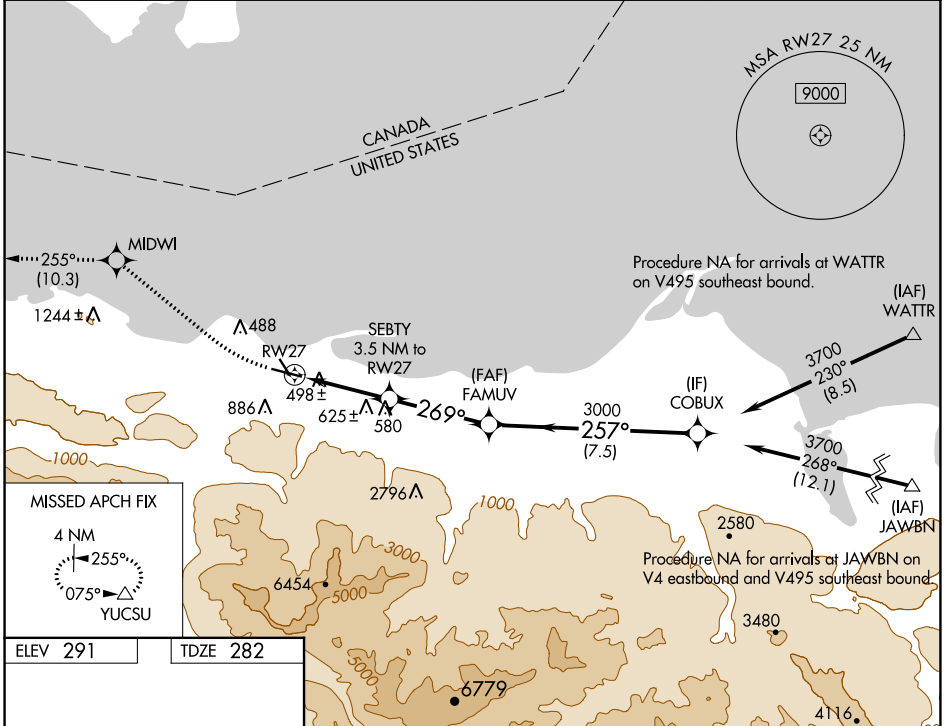 MSA RW27 25 NM
9000
CANADA
UNITED STATES
MIDWI
255°
(10.3)
1244±
488
RW27
SEBTY
3.5 NM to
RW27
498±
886
625±
580
269°
(FAF)
FAMUV
3000
257°
(7.5)
(IF)
COBUX
Procedure NA for arrivals at WATTR
on V495 southeast bound.
(IAF)
WATTR
3700
230°
(8.5)
3700
268°
(12.1)
(IAF)
JAWBN
1000
2796
1000
2580
Procedure NA for arrivals at JAWBN on
V4 eastbound and V495 southeast bound.
MISSED APCH FIX
4 NM
255°
075°
YUCSU
3000
6454
5000
3480
5000
6779
4116
ELEV 291
TDZE 282